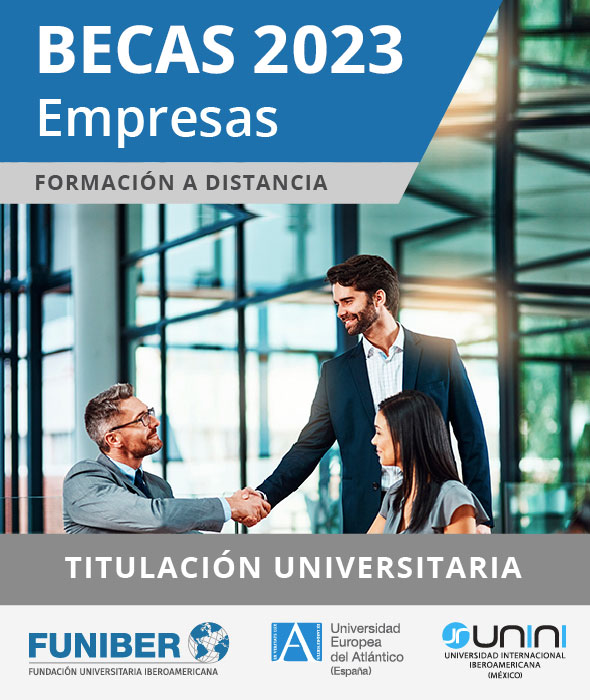 BECAS 2023
Empresas
FORMACIÓN A DISTANCIA
TITULACIÓN UNIVERSITARIA
FUNIBER
FUNDACIÓN UNIVERSITARIA IBEROAMERICANA
Universidad
Europea
del Atlántico
(España)
UNINI
UNIVERSIDAD INTERNACIONAL
IBEROAMERICANA
(MÉXICO)